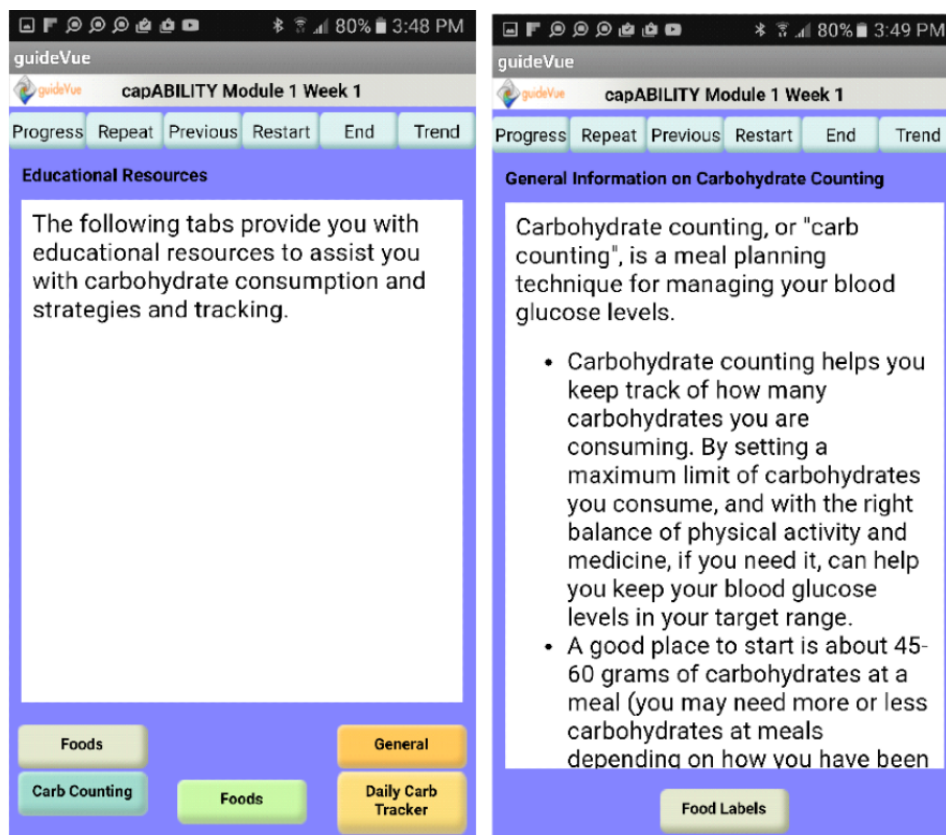 80% 3:48 PM
guideVue
guideVue capABILITY Module 1 Week 1
Progress Repeat Previous Restart End Trend
Educational Resources
The following tabs provide you with
educational resources to assist you
with carbohydrate consumption and
strategies and tracking.
Foods
General
Carb Counting
Foods
Daily Carb
Tracker
80% 3:49 PM
guideVue
guideVue capABILITY Module 1 Week 1
Progress Repeat Previous Restart End Trend
General Information on Carbohydrate Counting
Carbohydrate counting, or "carb
counting", is a meal planning
technique for managing your blood
glucose levels.
• Carbohydrate counting helps you
keep track of how many
carbohydrates you are
consuming. By setting a
maximum limit of carbohydrates
you consume, and with the right
balance of physical activity and
medicine, if you need it, can help
you keep your blood glucose
levels in your target range.
• A good place to start is about 45-
60 grams of carbohydrates at a
meal (you may need more or less
carbohydrates at meals
depending on how you have been
Food Labels